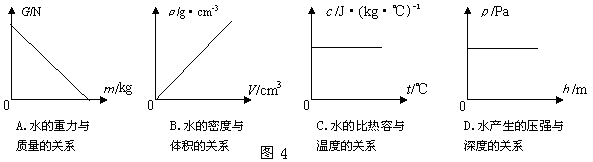 G/N
0
m/kg
A.水的重力与
质量的关系
ρ/g·cm⁻³
0
V/cm³
B.水的密度与
体积的关系
c/J·(kg·℃)⁻¹
0
t/℃
C.水的比热容与
温度的关系
p/Pa
0
h/m
D.水产生的压强与
深度的关系
图4